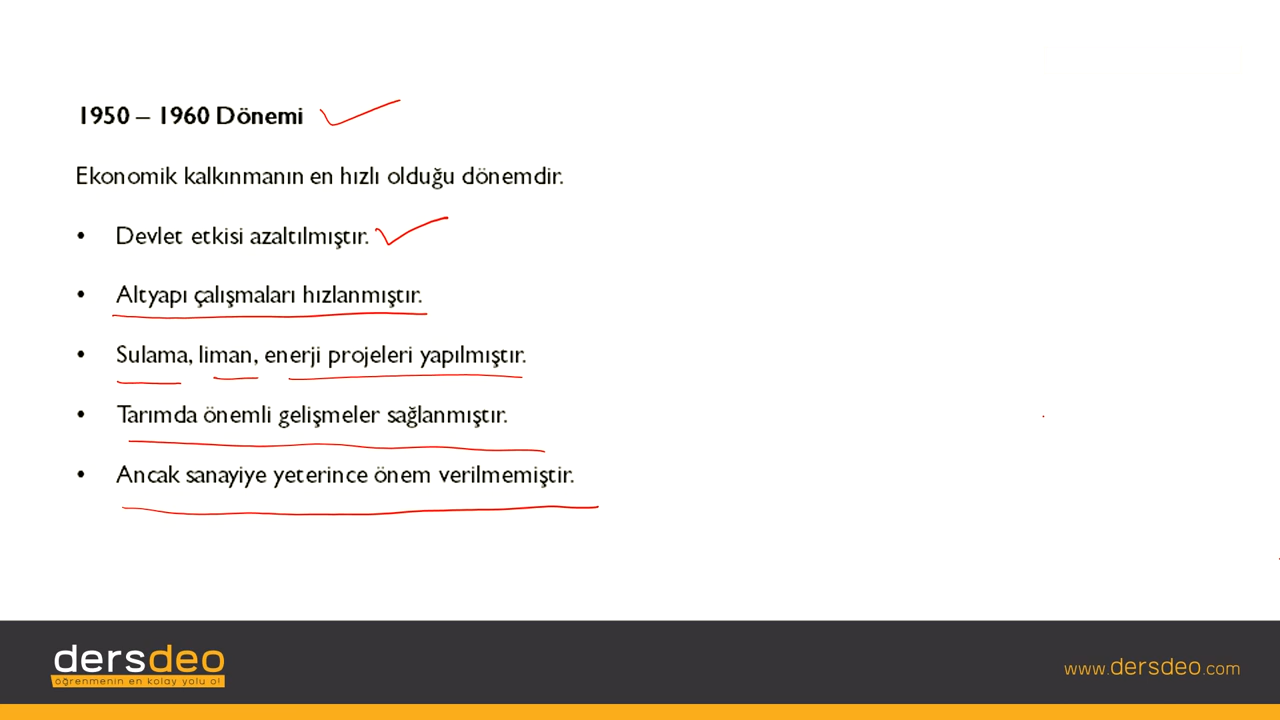 1950 – 1960 Dönemi
Ekonomik kalkınmanın en hızlı olduğu dönemdir.
• Devlet etkisi azaltılmıştır.
• Altyapı çalışmaları hızlanmıştır.
• Sulama, liman, enerji projeleri yapılmıştır.
• Tarımda önemli gelişmeler sağlanmıştır.
• Ancak sanayiye yeterince önem verilmemiştir.
dersdeo
öğrenmenin en kolay yolu o!
www.dersdeo.com